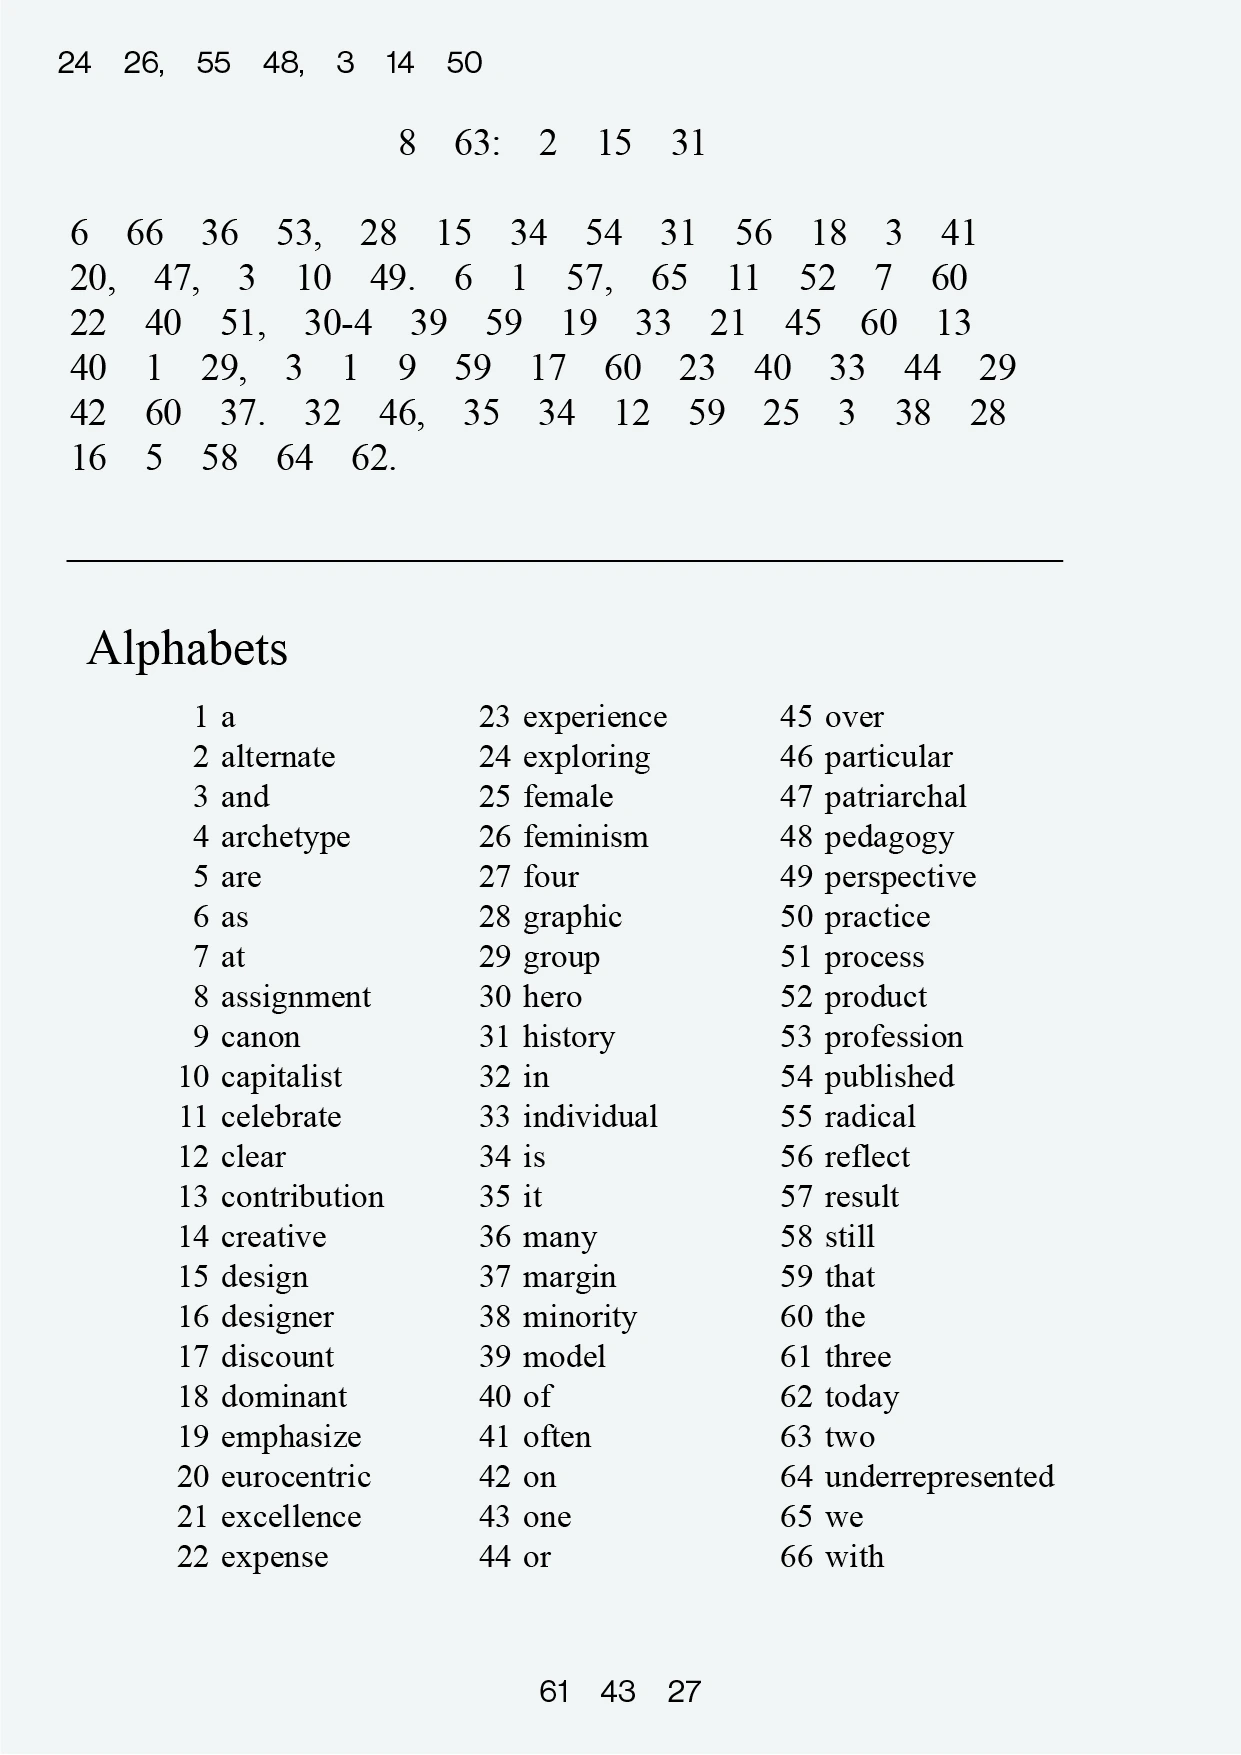 24 26, 55 48, 3 14 50
8 63: 2 15 31
6 66 36 53, 28 15 34 54 31 56 18 3 41
20, 47, 3 10 49. 6 1 57, 65 11 52 7 60
22 40 51, 30-4 39 59 19 33 21 45 60 13
40 1 29, 3 1 9 59 17 60 23 40 33 44 29
42 60 37. 32 46, 35 34 12 59 25 3 38 28
16 5 58 64 62.
Alphabets
1 a
2 alternate
3 and
4 archetype
5 are
6 as
7 at
8 assignment
9 canon
10 capitalist
11 celebrate
12 clear
13 contribution
14 creative
15 design
16 designer
17 discount
18 dominant
19 emphasize
20 eurocentric
21 excellence
22 expense
23 experience
24 exploring
25 female
26 feminism
27 four
28 graphic
29 group
30 hero
31 history
32 in
33 individual
34 is
35 it
36 many
37 margin
38 minority
39 model
40 of
41 often
42 on
43 one
44 or
45 over
46 particular
47 patriarchal
48 pedagogy
49 perspective
50 practice
51 process
52 product
53 profession
54 published
55 radical
56 reflect
57 result
58 still
59 that
60 the
61 three
62 today
63 two
64 underrepresented
65 we
66 with
61 43 27